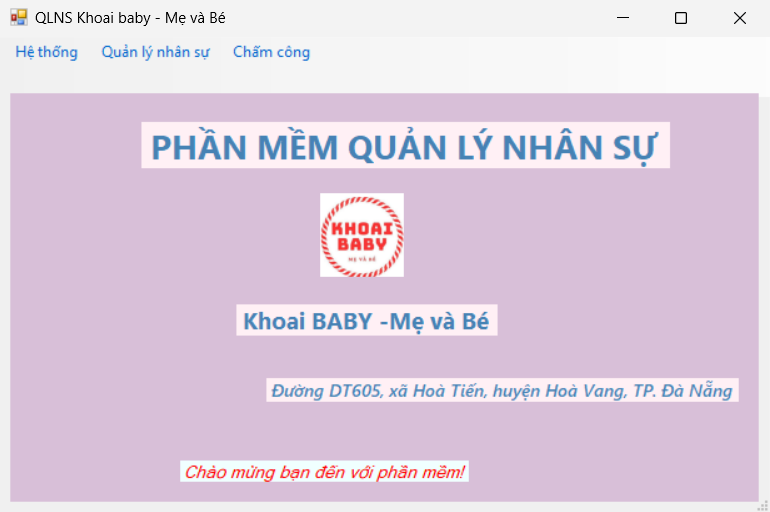 QLNS Khoai baby - Mẹ và Bé
Hệ thống Quản lý nhân sự Chấm công
PHẦN MỀM QUẢN LÝ NHÂN SỰ
KHOAI
BABY
MẸ VÀ BÉ
Khoai BABY -Mẹ và Bé
Đường DT605, xã Hoà Tiến, huyện Hoà Vang, TP. Đà Nẵng
Chào mừng bạn đến với phần mềm!